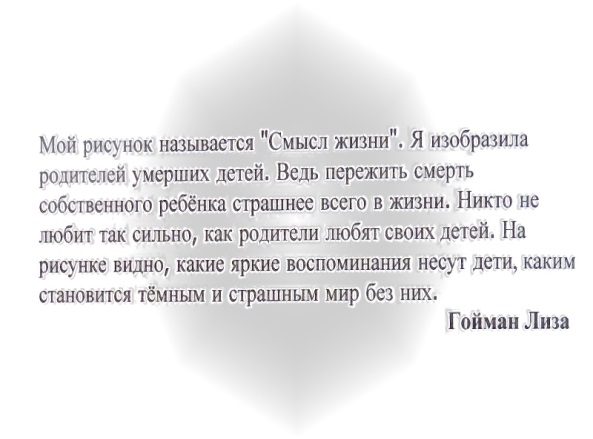 Мой рисунок называется "Смысл жизни". Я изобразила
родителей умерших детей. Ведь пережить смерть
собственного ребёнка страшнее всего в жизни. Никто не
любит так сильно, как родители любят своих детей. На
рисунке видно, какие яркие воспоминания несут дети, каким
становится тёмным и страшным мир без них.
Гойман Лиза